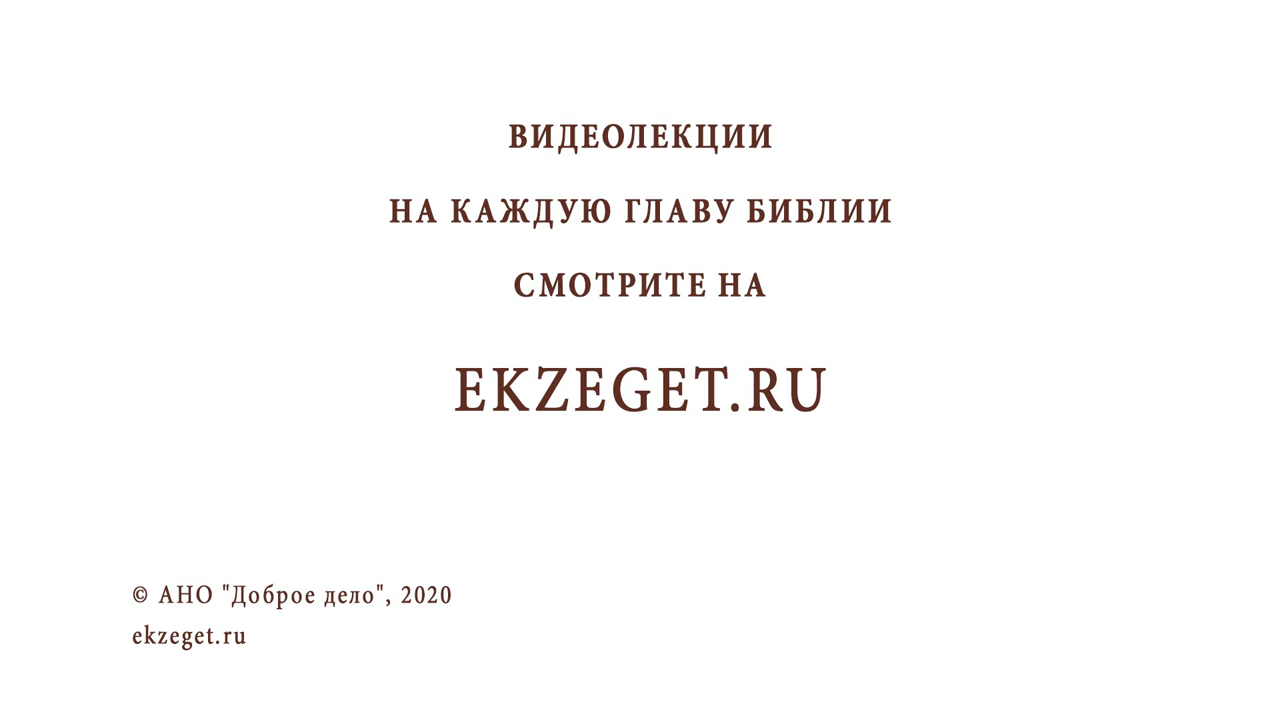 ВИДЕОЛЕКЦИИ
НА КАЖДУЮ ГЛАВУ БИБЛИИ
СМОТРИТЕ НА
EKZEGET.RU
© АНО "Доброе дело", 2020
ekzeget.ru